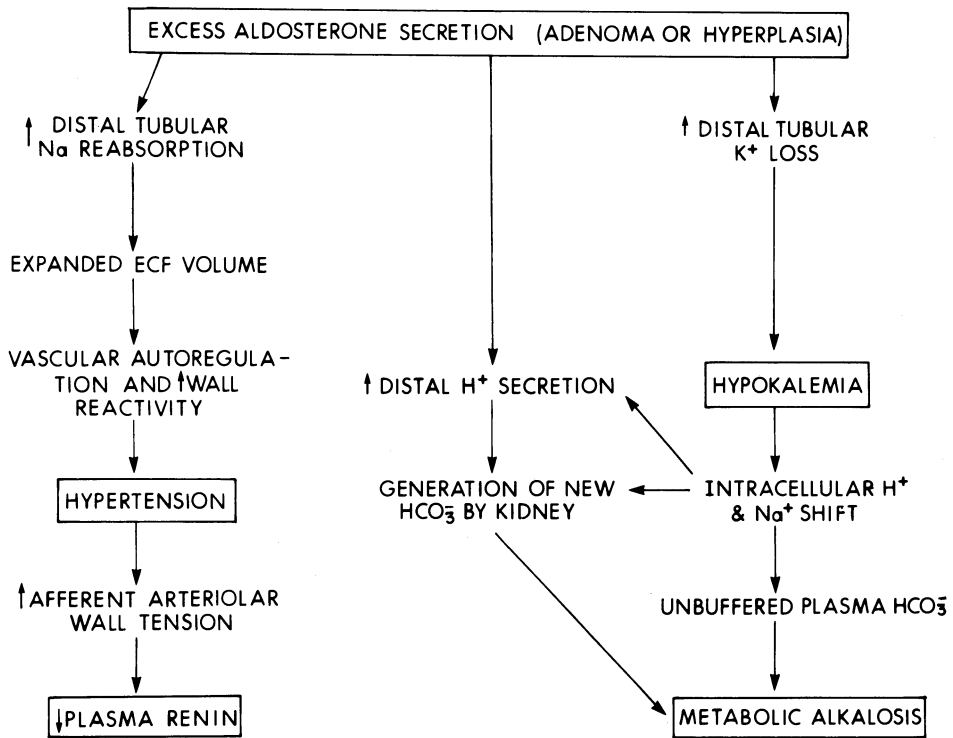 EXCESS ALDOSTERONE SECRETION (ADENOMA OR HYPERPLASIA)
↑ DISTAL TUBULAR
Na REABSORPTION
EXPANDED ECF VOLUME
VASCULAR AUTOREGULA-
TION AND ↑WALL
REACTIVITY
HYPERTENSION
↑AFFERENT ARTERIOLAR
WALL TENSION
↓PLASMA RENIN
↑ DISTAL H⁺ SECRETION
GENERATION OF NEW
HCO₃⁻ BY KIDNEY
↑ DISTAL TUBULAR
K⁺ LOSS
HYPOKALEMIA
INTRACELLULAR H⁺
& Na⁺ SHIFT
UNBUFFERED PLASMA HCO₃⁻
METABOLIC ALKALOSIS